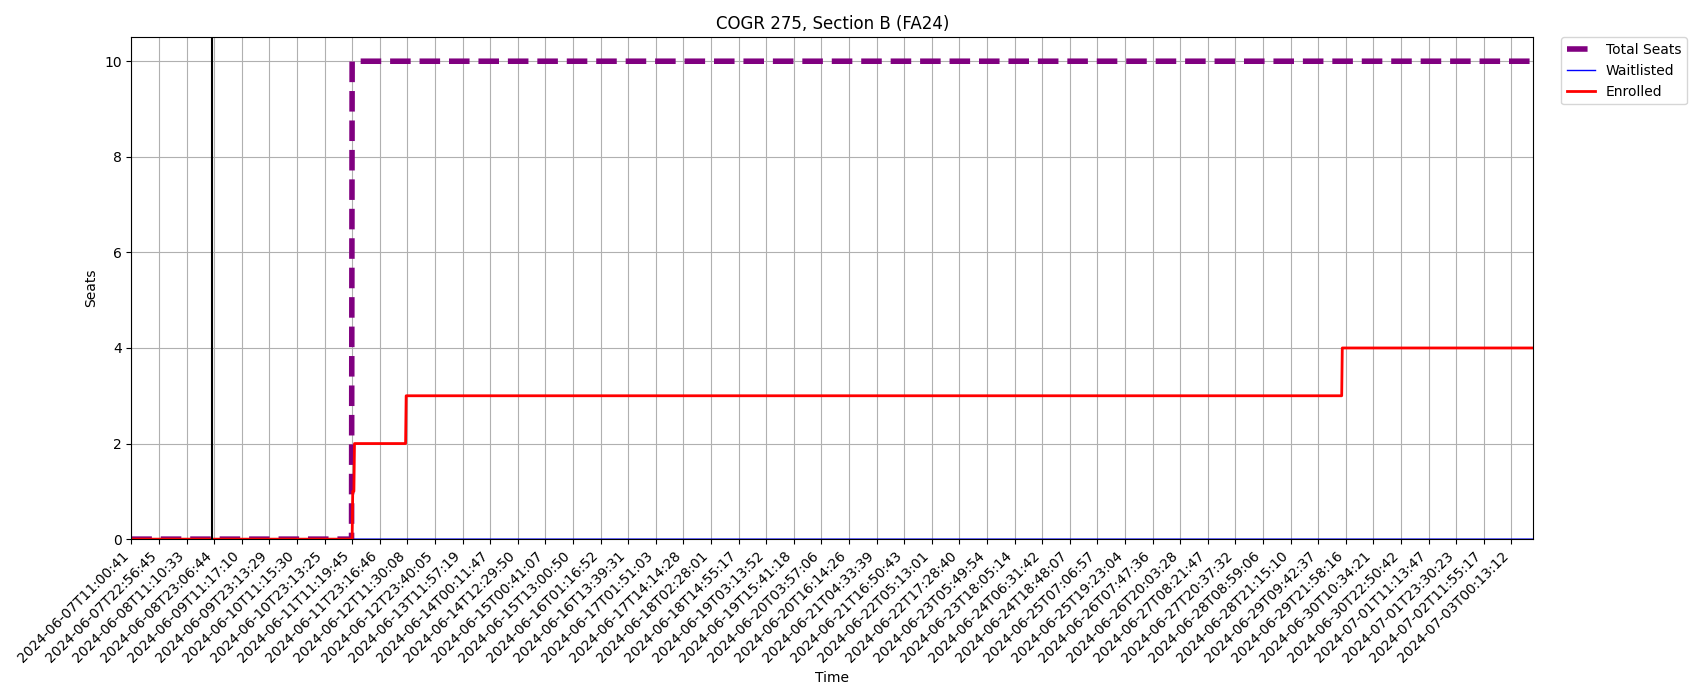 COGR 275, Section B (FA24)
Total Seats
Waitlisted
Enrolled
10
8
6
4
2
0
Seats
2024-06-07T11:00:41
2024-06-07T22:56:45
2024-06-08T11:10:33
2024-06-08T23:06:44
2024-06-09T11:17:10
2024-06-09T23:13:29
2024-06-10T11:15:30
2024-06-10T23:13:25
2024-06-11T11:19:45
2024-06-11T23:16:46
2024-06-12T11:30:08
2024-06-12T23:40:05
2024-06-13T11:57:19
2024-06-14T00:11:47
2024-06-14T12:29:50
2024-06-15T00:41:07
2024-06-15T13:00:50
2024-06-16T01:16:52
2024-06-16T13:39:31
2024-06-17T01:51:03
2024-06-17T14:14:28
2024-06-18T02:28:01
2024-06-18T14:55:17
2024-06-19T03:13:52
2024-06-19T15:41:18
2024-06-20T03:57:06
2024-06-20T16:14:26
2024-06-21T04:33:39
2024-06-21T16:50:43
2024-06-22T05:13:01
2024-06-22T17:28:40
2024-06-23T05:49:54
2024-06-23T18:05:14
2024-06-24T06:31:42
2024-06-24T18:48:07
2024-06-25T07:06:57
2024-06-25T19:23:04
2024-06-26T07:47:36
2024-06-26T20:03:28
2024-06-27T08:21:47
2024-06-27T20:37:32
2024-06-28T08:59:06
2024-06-28T21:15:10
2024-06-29T09:42:37
2024-06-29T21:58:16
2024-06-30T10:34:21
2024-06-30T22:50:42
2024-07-01T11:13:47
2024-07-01T23:30:23
2024-07-02T11:55:17
2024-07-03T00:13:12
Time